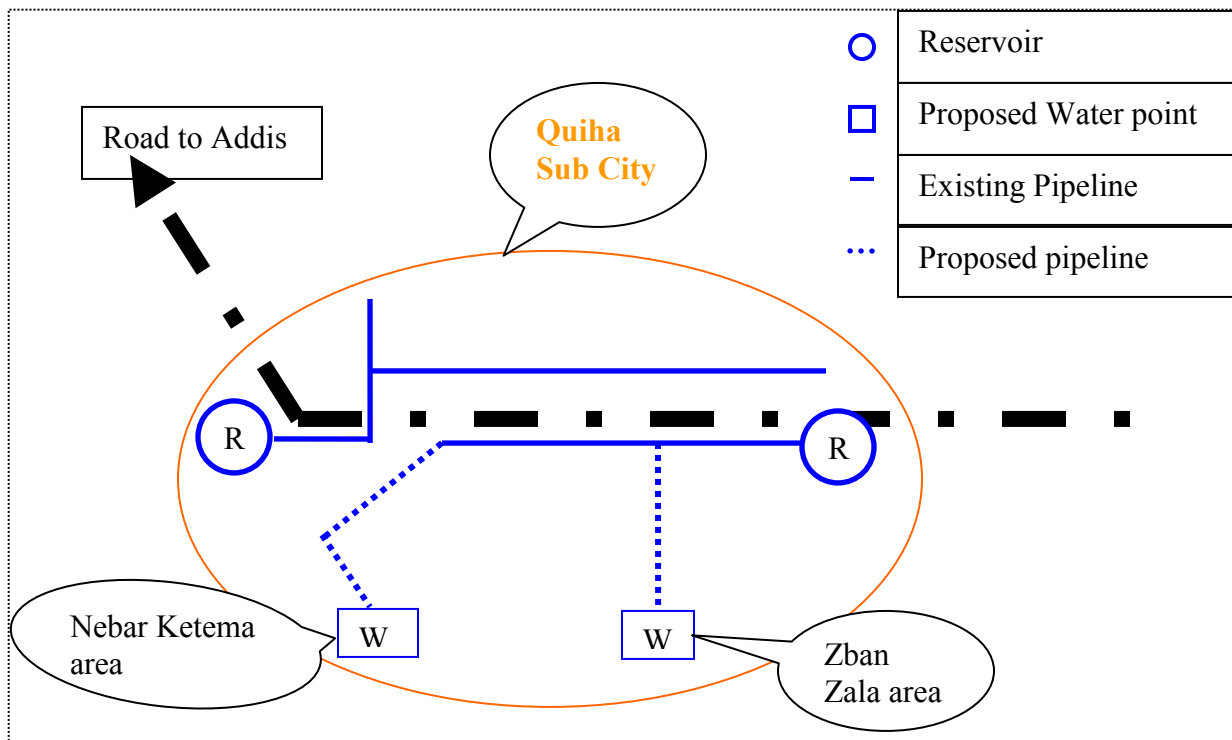 Reservoir
Proposed Water point
Existing Pipeline
Proposed pipeline
Road to Addis
Quiha
Sub City
R
R
Nebar Ketema
area
W
W
Zban
Zala area